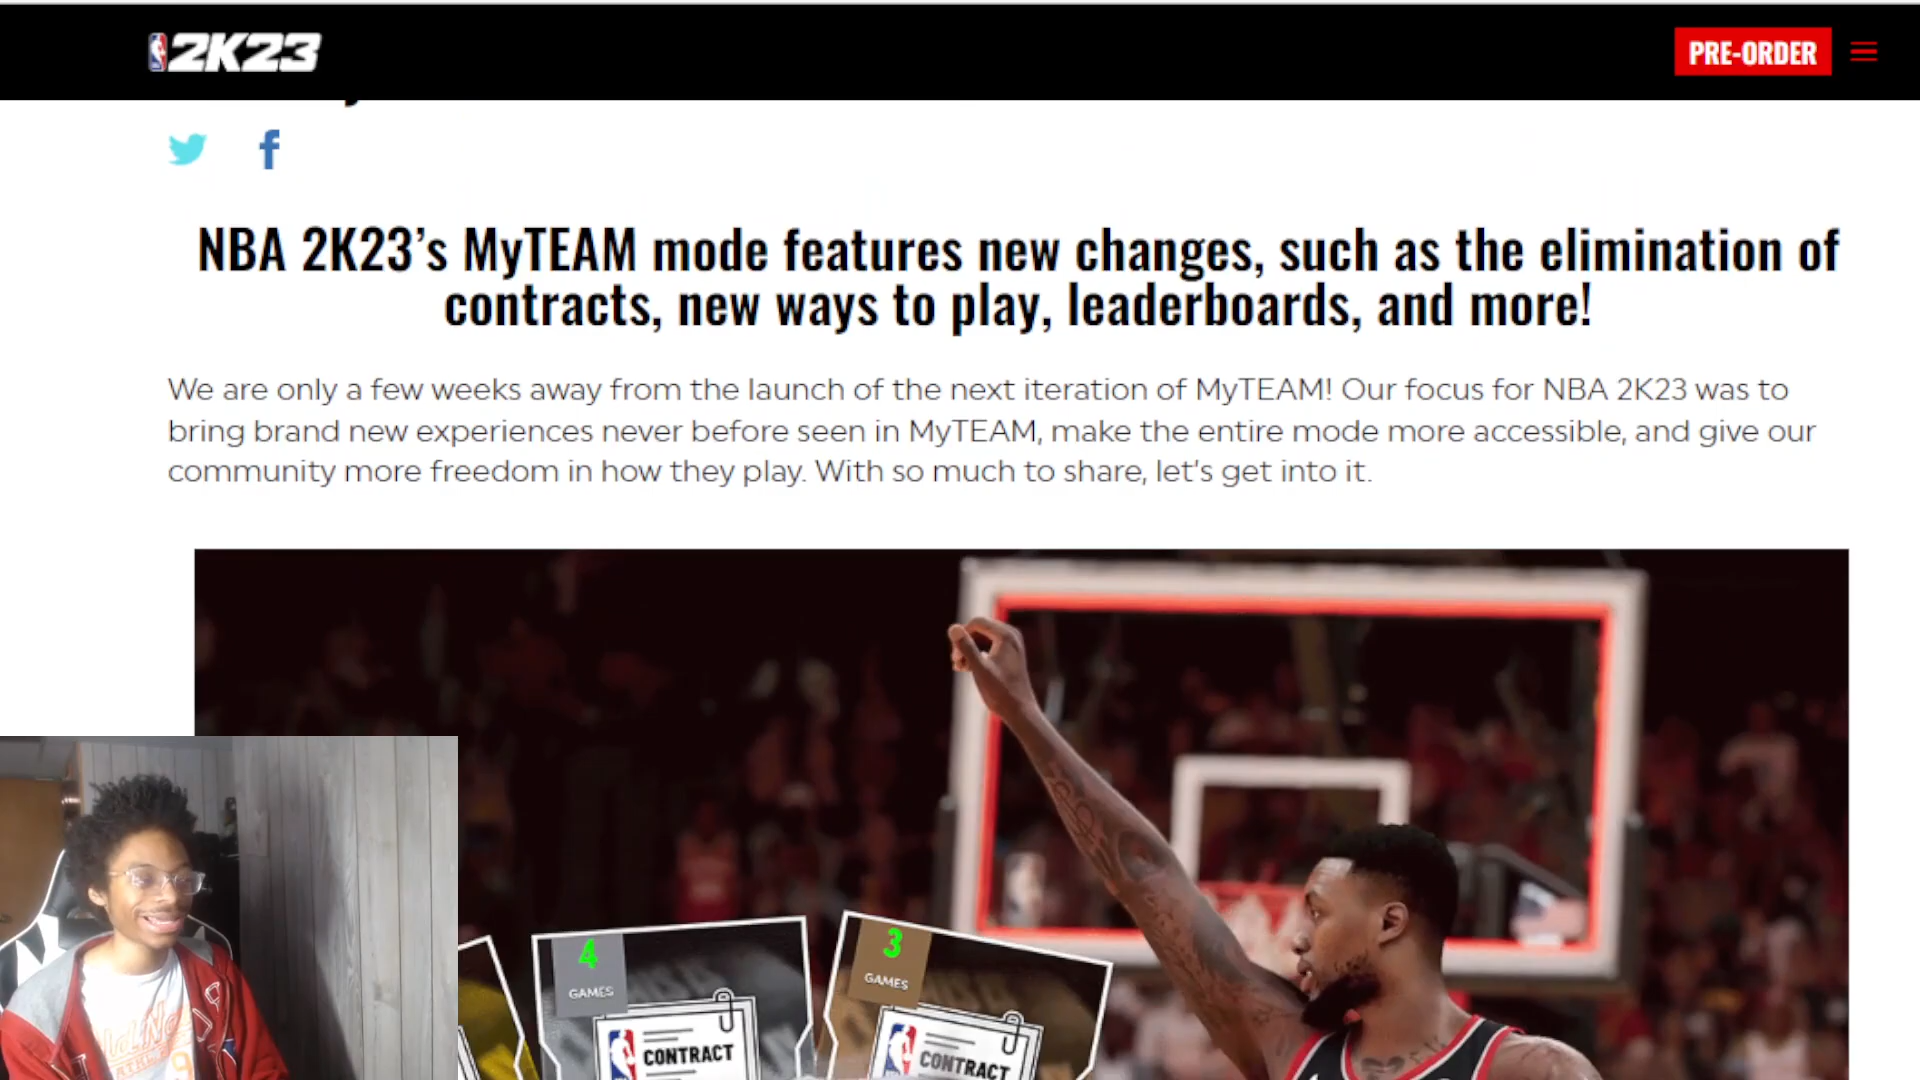 2K23
PRE-ORDER
NBA 2K23’s MyTEAM mode features new changes, such as the elimination of
contracts, new ways to play, leaderboards, and more!
We are only a few weeks away from the launch of the next iteration of MyTEAM! Our focus for NBA 2K23 was to
bring brand new experiences never before seen in MyTEAM, make the entire mode more accessible, and give our
community more freedom in how they play. With so much to share, let’s get into it.
4
GAMES
CONTRACT
3
GAMES
CONTRACT